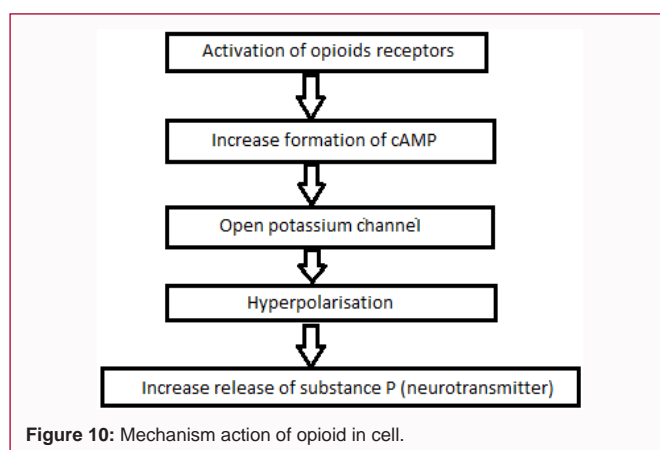 Activation of opioids receptors
Increase formation of cAMP
Open potassium channel
Hyperpolarisation
Increase release of substance P (neurotransmitter)
Figure 10: Mechanism action of opioid in cell.